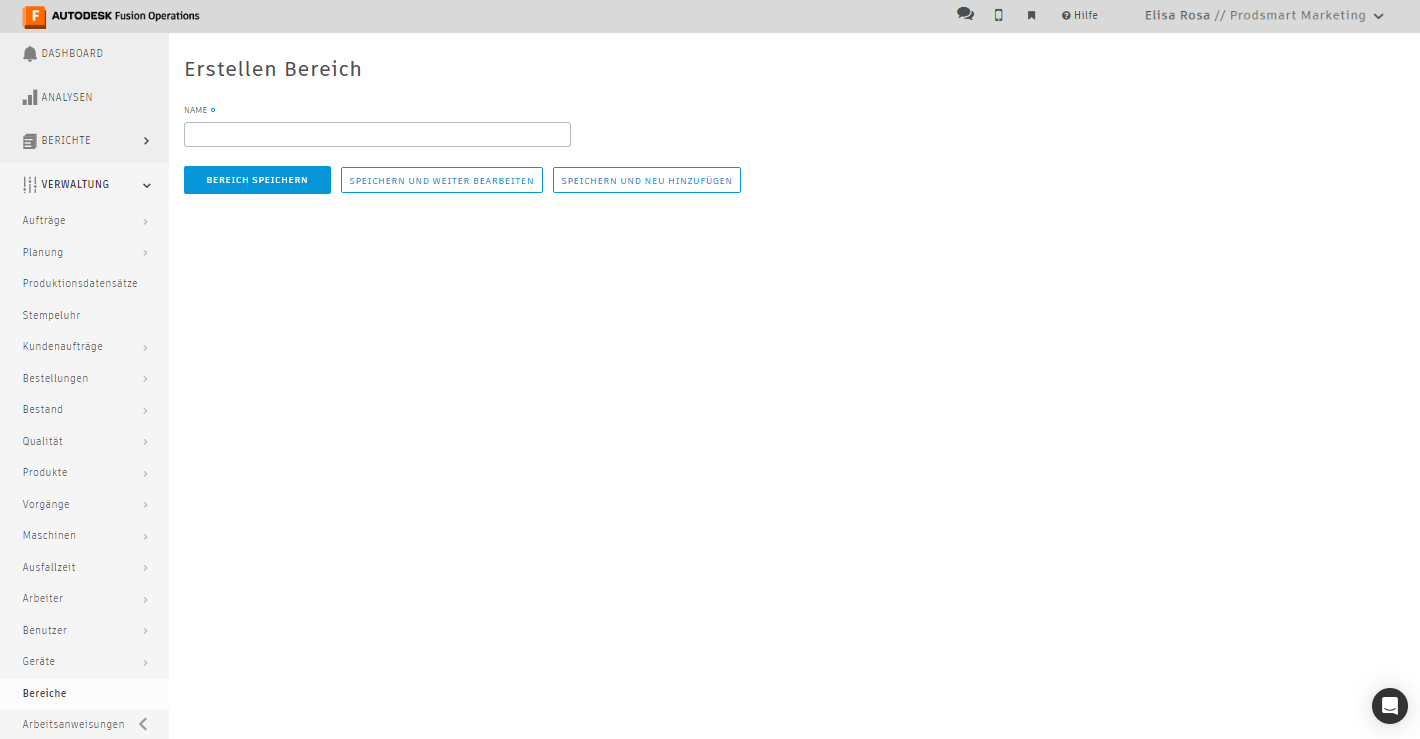 F AUTODESK Fusion Operations
Hilfe
Elisa Rosa // Prodsmart Marketing
DASHBOARD
ANALYSEN
BERICHTE
VERWALTUNG
Aufträge
Planung
Produktionsdatensätze
Stempeluhr
Kundenaufträge
Bestellungen
Bestand
Qualität
Produkte
Vorgänge
Maschinen
Ausfallzeit
Arbeiter
Benutzer
Geräte
Bereiche
Arbeitsanweisungen
Erstellen Bereich
NAME
BEREICH SPEICHERN
SPEICHERN UND WEITER BEARBEITEN
SPEICHERN UND NEU HINZUFÜGEN